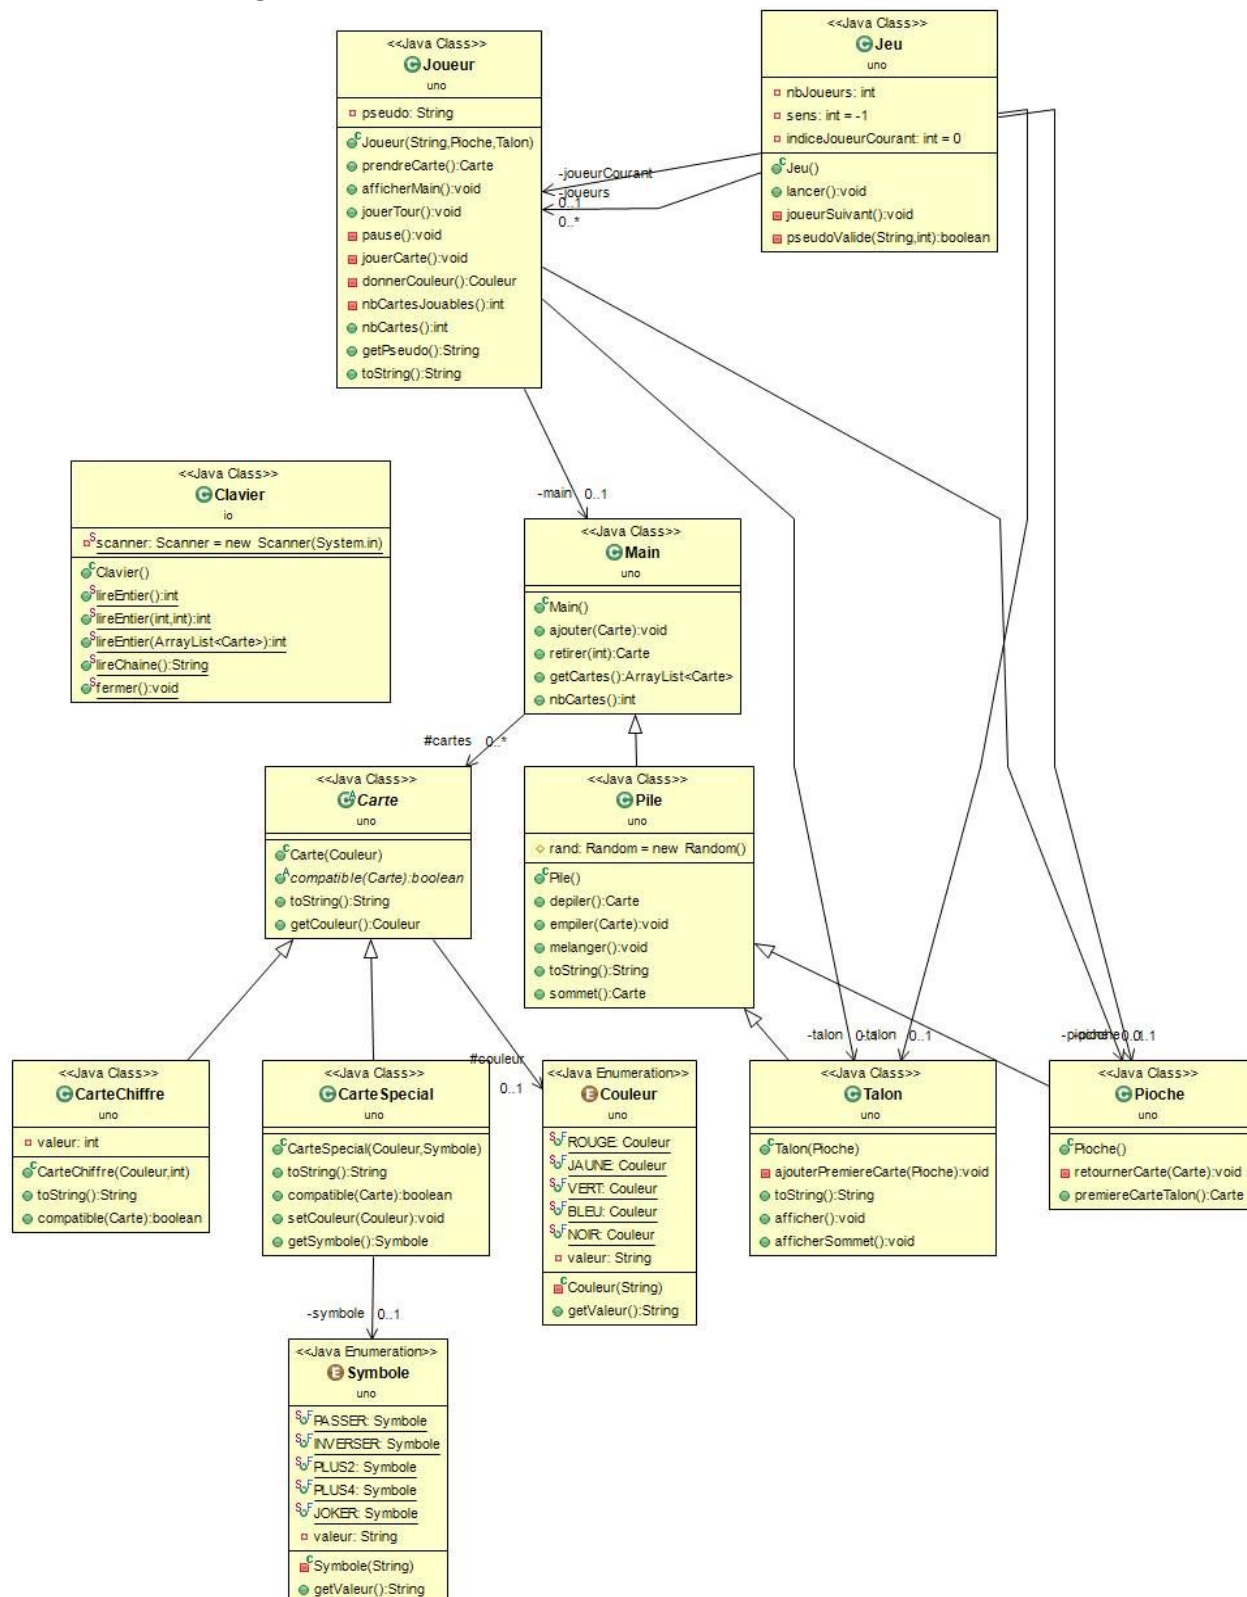 <<Java Class>>
Joueur
uno
pseudo: String
Joueur(String,Pioche,Talon)
prendreCarte():Carte
afficherMain():void
jouerTour():void
pause():void
jouerCarte():void
donnerCouleur():Couleur
nbCartesJouables():int
nbCartes():int
getPseudo():String
toString():String
<<Java Class>>
Jeu
uno
nbJoueurs: int
sens: int = -1
indiceJoueurCourant: int = 0
Jeu()
lancer():void
joueurSuivant():void
pseudoValide(String,int):boolean
-joueurCourant
-joueurs
0..1
0..*
<<Java Class>>
Clavier
io
scanner: Scanner = new Scanner(System.in)
Clavier()
lireEntier():int
lireEntier(int,int):int
lireEntier(ArrayList<Carte>):int
lireChaine():String
fermer():void
-main 0..1
<<Java Class>>
Main
uno
Main()
ajouter(Carte):void
retirer(int):Carte
getCartes():ArrayList<Carte>
nbCartes():int
#cartes 0..*
<<Java Class>>
Carte
uno
Carte(Couleur)
compatible(Carte):boolean
toString():String
getCouleur():Couleur
<<Java Class>>
Pile
uno
rand: Random = new Random()
Pile()
depiler():Carte
empiler(Carte):void
melanger():void
toString():String
sommet():Carte
-talon
-talon 0..1
#couleur
0..1
<<Java Class>>
CarteChiffre
uno
valeur: int
CarteChiffre(Couleur,int)
toString():String
compatible(Carte):boolean
<<Java Class>>
CarteSpecial
uno
CarteSpecial(Couleur,Symbole)
toString():String
compatible(Carte):boolean
setCouleur(Couleur):void
getSymbole():Symbole
<<Java Enumeration>>
Couleur
uno
ROUGE: Couleur
JAUNE: Couleur
VERT: Couleur
BLEU: Couleur
NOIR: Couleur
valeur: String
Couleur(String)
getValeur():String
<<Java Class>>
Talon
uno
Talon(Pioche)
ajouterPremiereCarte(Pioche):void
toString():String
afficher():void
afficherSommet():void
<<Java Class>>
Pioche
uno
Pioche()
retournerCarte(Carte):void
premiereCarteTalon():Carte
-symbole 0..1
<<Java Enumeration>>
Symbole
uno
PASSER: Symbole
INVERSER: Symbole
PLUS2: Symbole
PLUS4: Symbole
JOKER: Symbole
valeur: String
Symbole(String)
getValeur():String